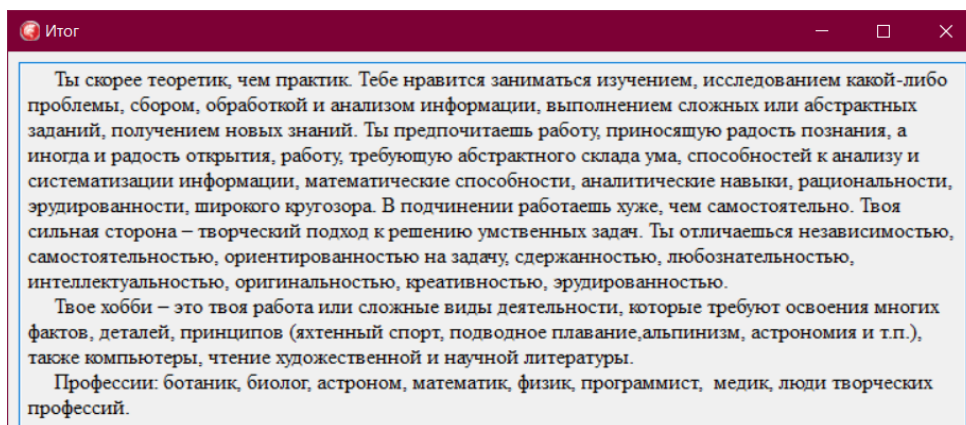 Итог
Ты скорее теоретик, чем практик. Тебе нравится заниматься изучением, исследованием какой-либо
проблемы, сбором, обработкой и анализом информации, выполнением сложных или абстрактных
заданий, получением новых знаний. Ты предпочитаешь работу, приносящую радость познания, а
иногда и радость открытия, работу, требующую абстрактного склада ума, способностей к анализу и
систематизации информации, математические способности, аналитические навыки, рациональности,
эрудированности, широкого кругозора. В подчинении работаешь хуже, чем самостоятельно. Твоя
сильная сторона – творческий подход к решению умственных задач. Ты отличаешься независимостью,
самостоятельностью, ориентированностью на задачу, сдержанностью, любознательностью,
интеллектуальностью, оригинальностью, креативностью, эрудированностью.
Твое хобби – это твоя работа или сложные виды деятельности, которые требуют освоения многих
фактов, деталей, принципов (яхтенный спорт, подводное плавание,альпинизм, астрономия и т.п.),
также компьютеры, чтение художественной и научной литературы.
Профессии: ботаник, биолог, астроном, математик, физик, программист,  медик, люди творческих
профессий.